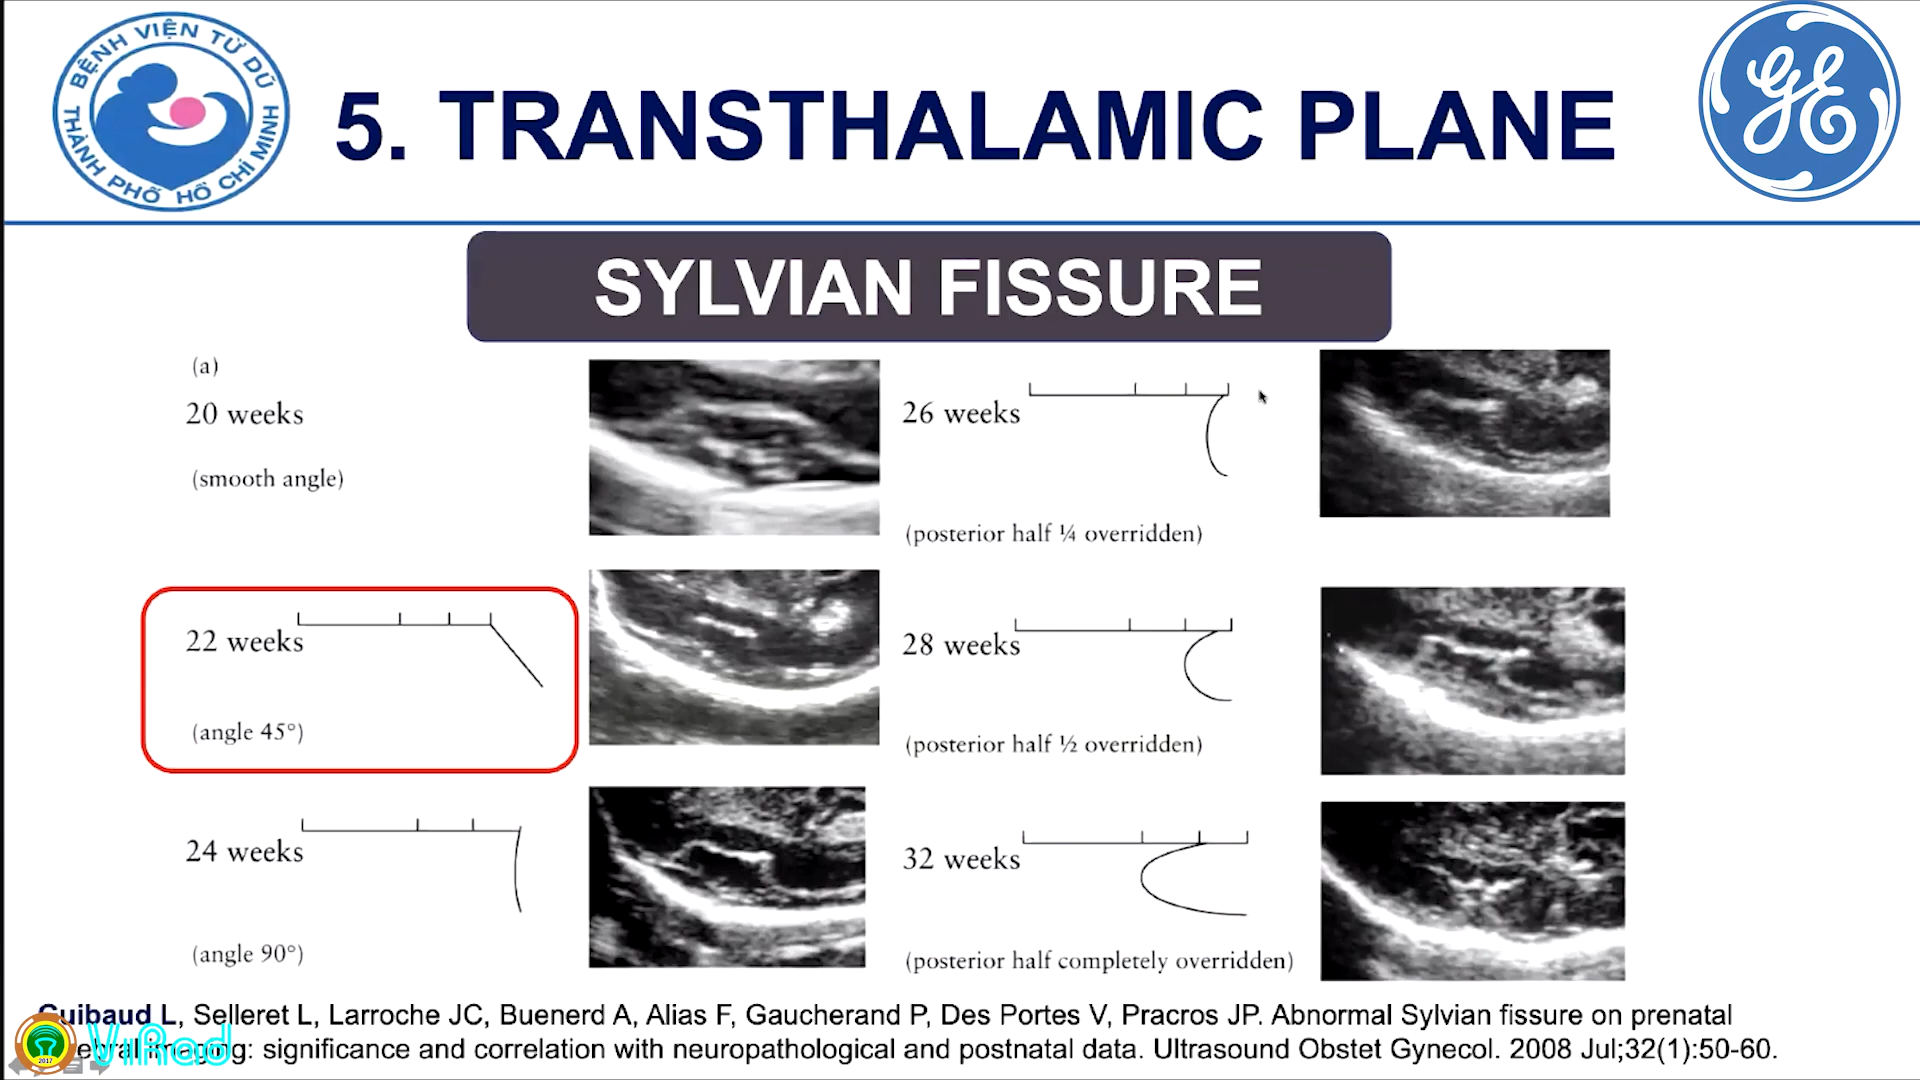 BỆNH VIỆN TỪ DŨ
THÀNH PHỐ HỒ CHÍ MINH
5. TRANSTHALAMIC PLANE
GE
SYLVIAN FISSURE
(a)
20 weeks
(smooth angle)
22 weeks
(angle 45°)
24 weeks
(angle 90°)
26 weeks
(posterior half ¼ overridden)
28 weeks
(posterior half ½ overridden)
32 weeks
(posterior half completely overridden)
Guibaud L, Selleret L, Larroche JC, Buenerd A, Alias F, Gaucherand P, Des Portes V, Pracros JP. Abnormal Sylvian fissure on prenatal
: significance and correlation with neuropathological and postnatal data. Ultrasound Obstet Gynecol. 2008 Jul;32(1):50-60.
2017
ViRad